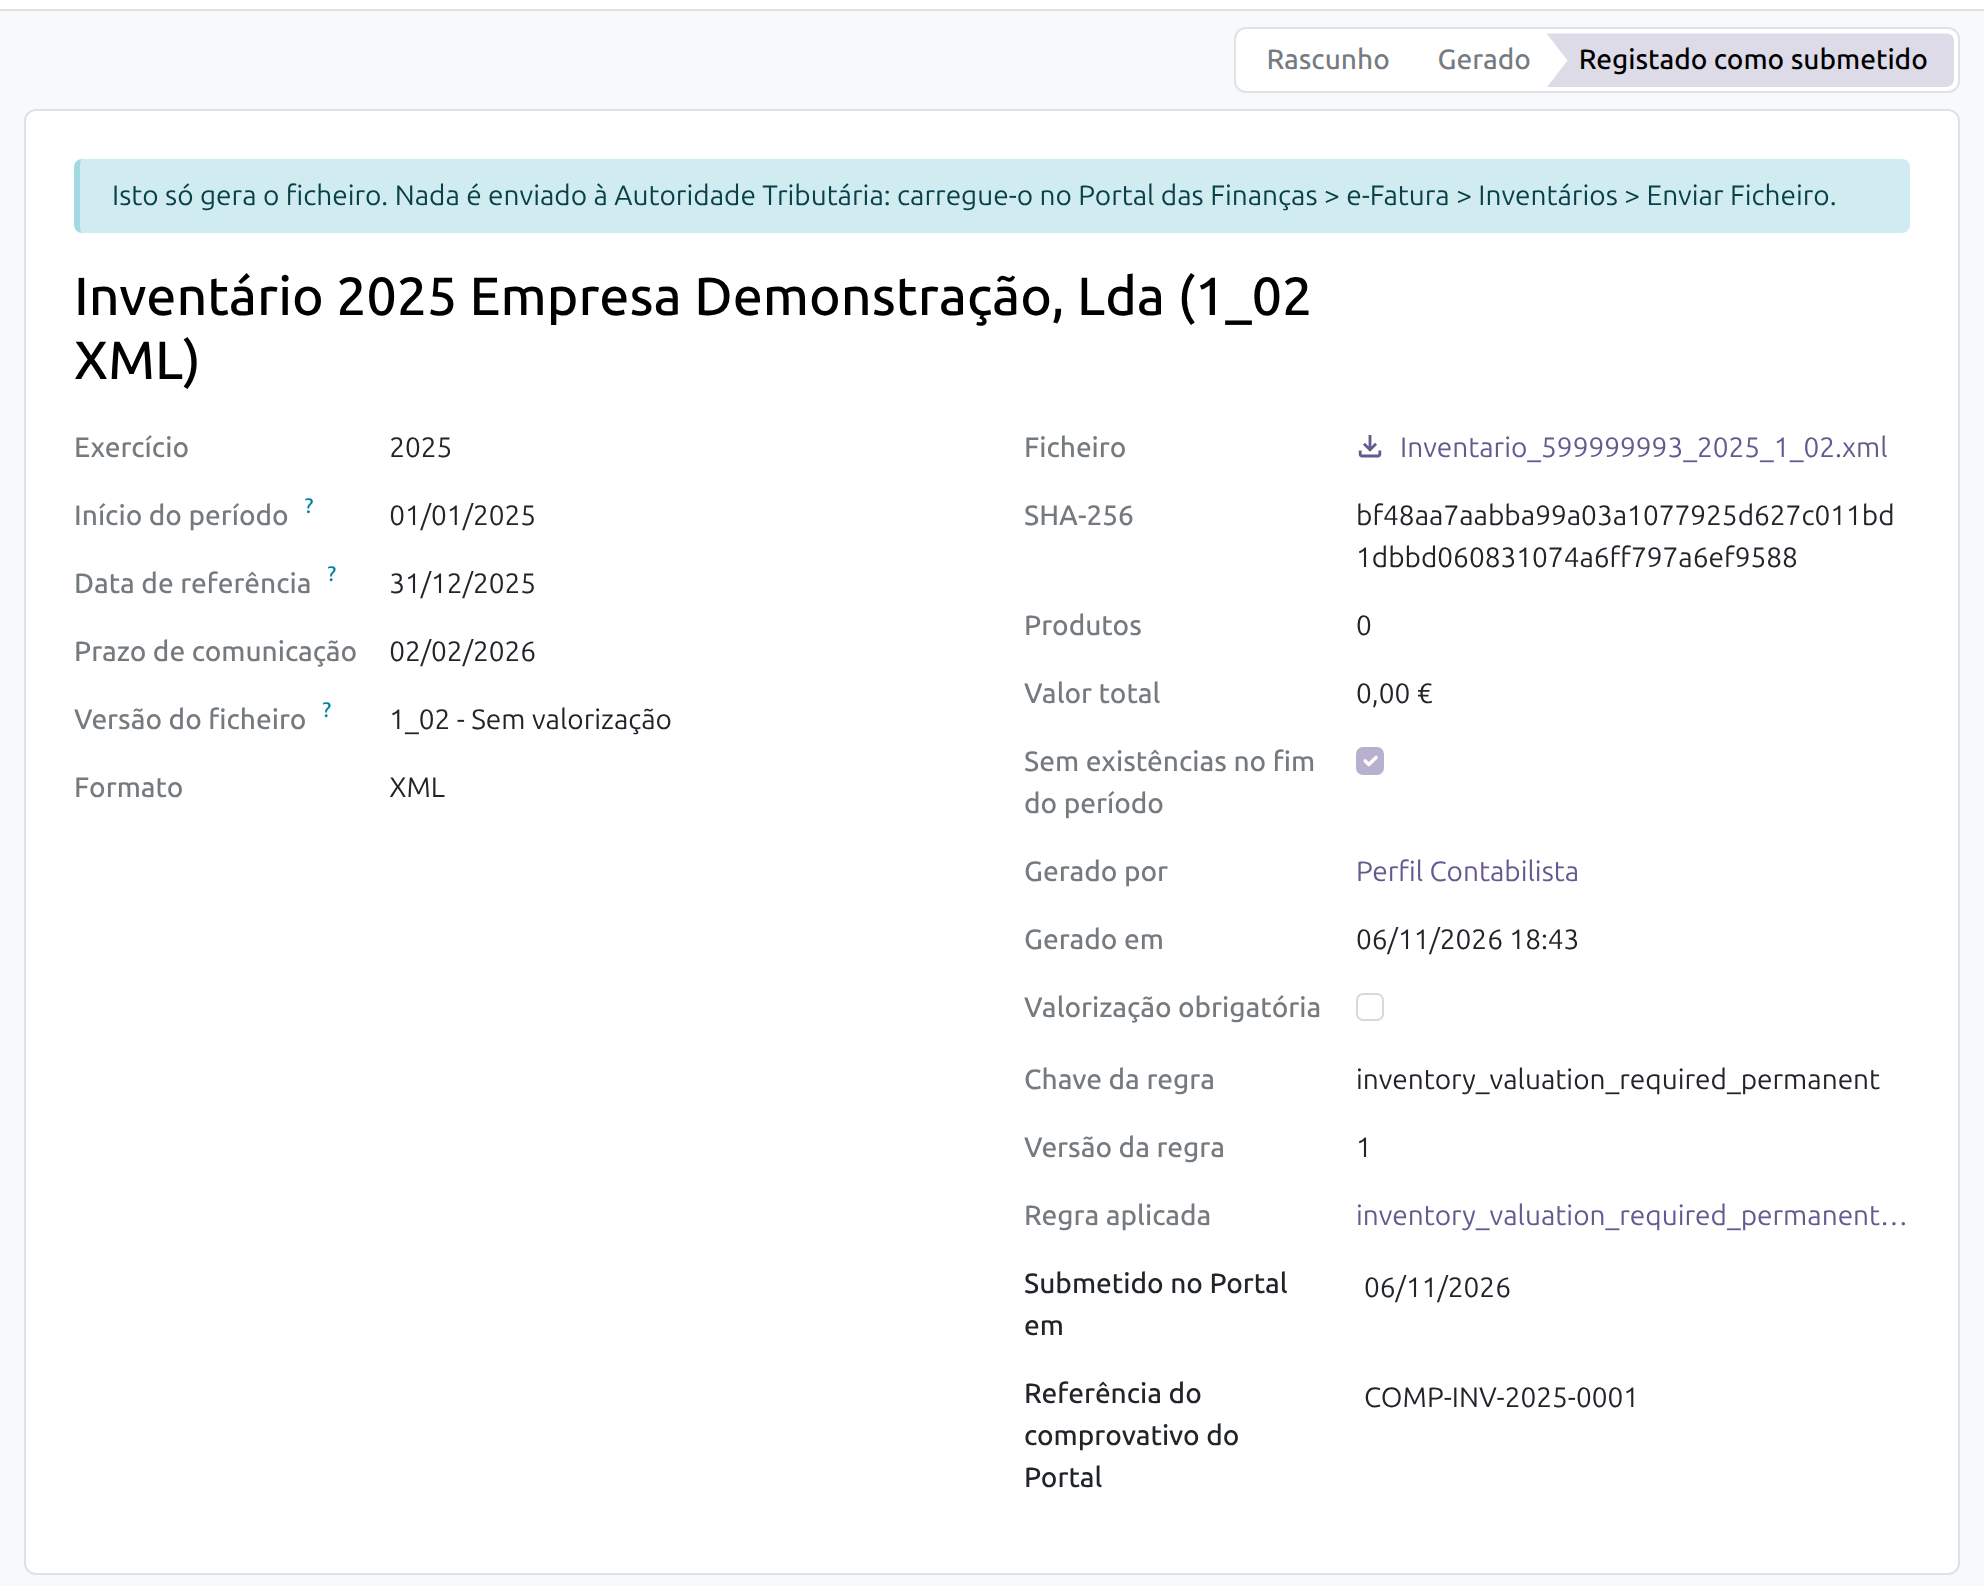 Rascunho
Gerado
Registado como submetido
Isto só gera o ficheiro. Nada é enviado à Autoridade Tributária: carregue-o no Portal das Finanças > e-Fatura > Inventários > Enviar Ficheiro.
Inventário 2025 Empresa Demonstração, Lda (1_02
XML)
Exercício 2025
Início do período ? 01/01/2025
Data de referência ? 31/12/2025
Prazo de comunicação 02/02/2026
Versão do ficheiro ? 1_02 - Sem valorização
Formato XML
Ficheiro Inventario_599999993_2025_1_02.xml
SHA-256 bf48aa7aabba99a03a1077925d627c011bd
1dbbd060831074a6ff797a6ef9588
Produtos 0
Valor total 0,00 €
Sem existências no fim
do período
Gerado por Perfil Contabilista
Gerado em 06/11/2026 18:43
Valorização obrigatória
Chave da regra inventory_valuation_required_permanent
Versão da regra 1
Regra aplicada inventory_valuation_required_permanent...
Submetido no Portal 06/11/2026
em
Referência do COMP-INV-2025-0001
comprovativo do
Portal